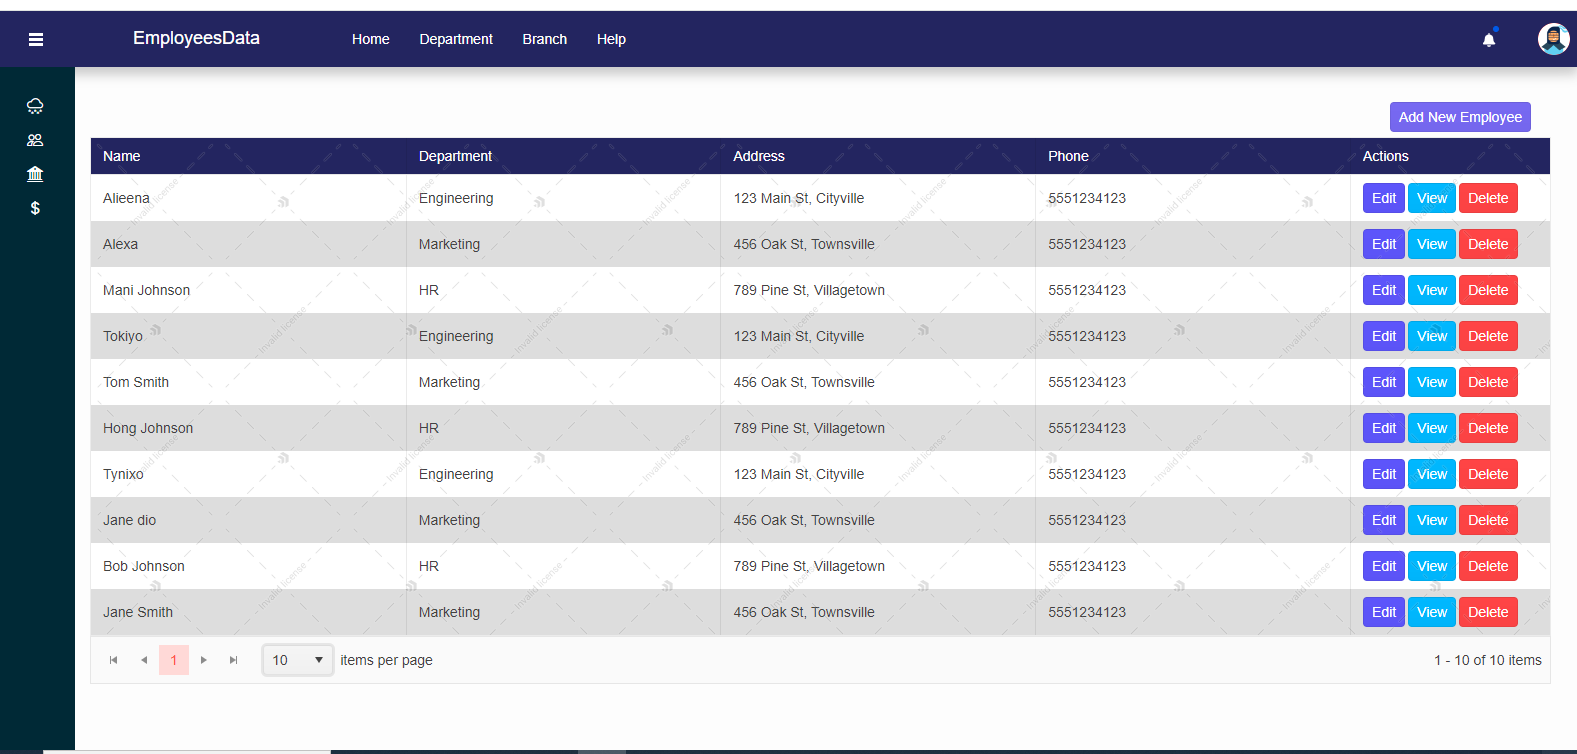 EmployeesData Home Department Branch Help
Add New Employee
Name Department Address Phone Actions
Alieena Engineering 123 Main St, Cityville 5551234123 Edit View Delete
Alexa Marketing 456 Oak St, Townsville 5551234123 Edit View Delete
Mani Johnson HR 789 Pine St, Villagetown 5551234123 Edit View Delete
Tokiyo Engineering 123 Main St, Cityville 5551234123 Edit View Delete
Tom Smith Marketing 456 Oak St, Townsville 5551234123 Edit View Delete
Hong Johnson HR 789 Pine St, Villagetown 5551234123 Edit View Delete
Tynixo Engineering 123 Main St, Cityville 5551234123 Edit View Delete
Jane dio Marketing 456 Oak St, Townsville 5551234123 Edit View Delete
Bob Johnson HR 789 Pine St, Villagetown 5551234123 Edit View Delete
Jane Smith Marketing 456 Oak St, Townsville 5551234123 Edit View Delete
1 10 items per page 1 - 10 of 10 items
Invalid license